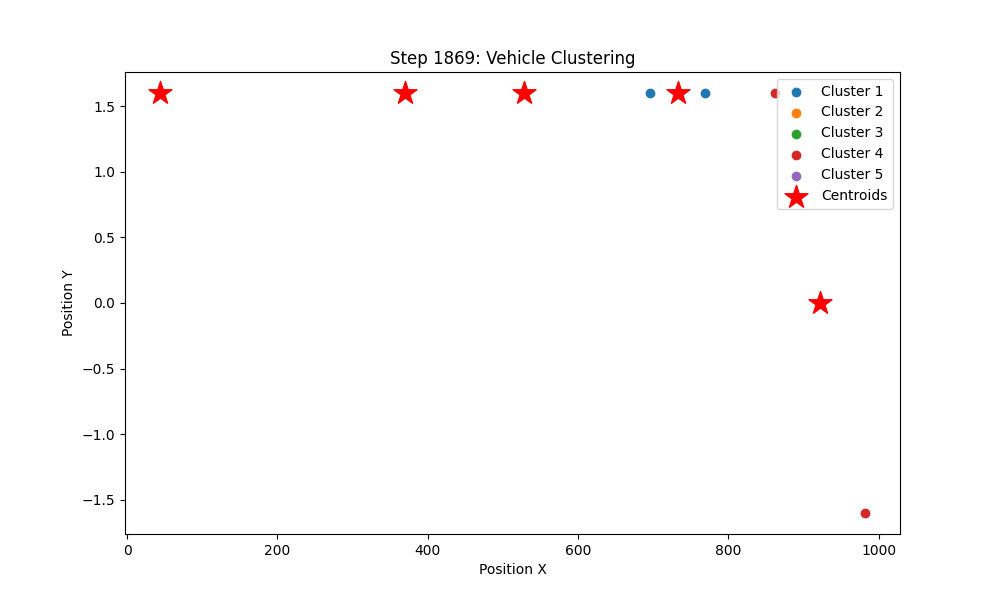 Step 1869: Vehicle Clustering
Cluster 1
Cluster 2
Cluster 3
Cluster 4
Cluster 5
Centroids
Position Y
1.5
1.0
0.5
0.0
−0.5
−1.0
−1.5
0 200 400 600 800 1000
Position X